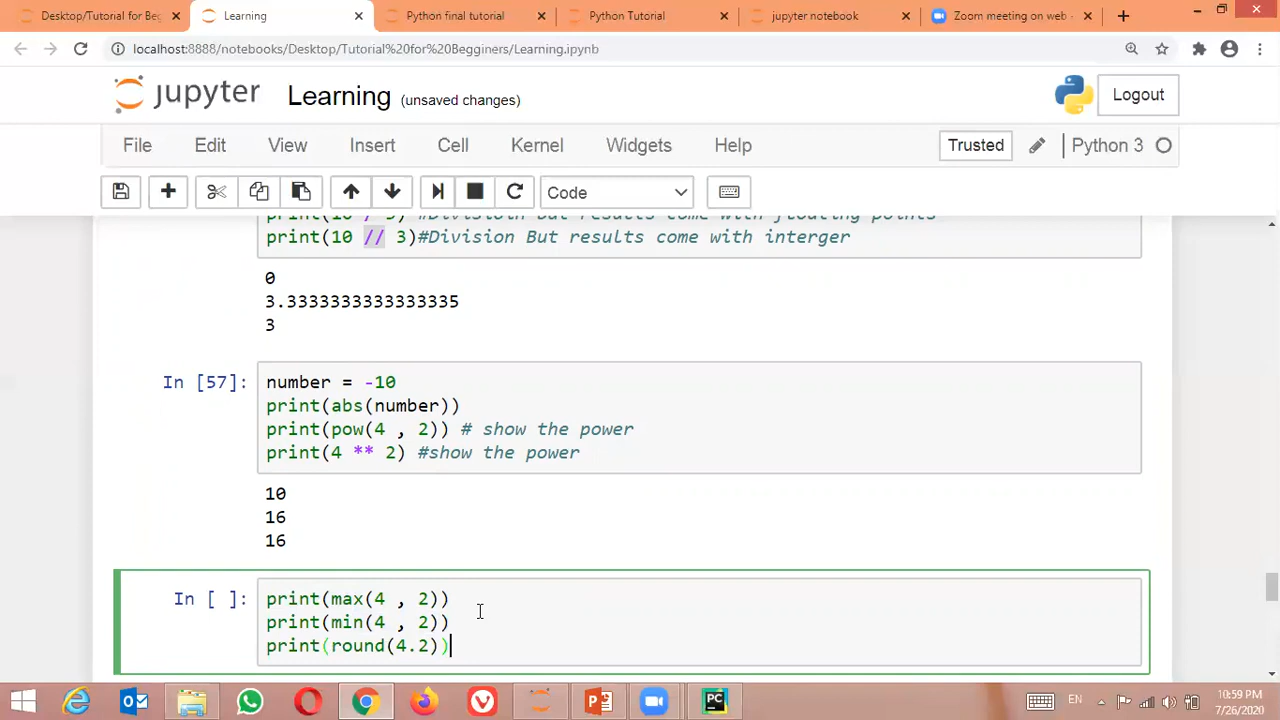 Desktop/Tutorial for Beg
Learning
Python final tutorial
Python Tutorial
jupyter notebook
Zoom meeting on web -
localhost:8888/notebooks/Desktop/Tutorial%20for%20Begginers/Learning.ipynb
jupyter Learning (unsaved changes)
Logout
File Edit View Insert Cell Kernel Widgets Help
Trusted
Python 3
Code
print(10 // 3)#Division But results come with interger
0
3.3333333333333335
3
In [57]:
number = -10
print(abs(number))
print(pow(4 , 2)) # show the power
print(4 ** 2) #show the power
10
16
16
In [ ]:
print(max(4 , 2))
print(min(4 , 2))
print(round(4.2))
EN
10:59 PM
7/26/2020